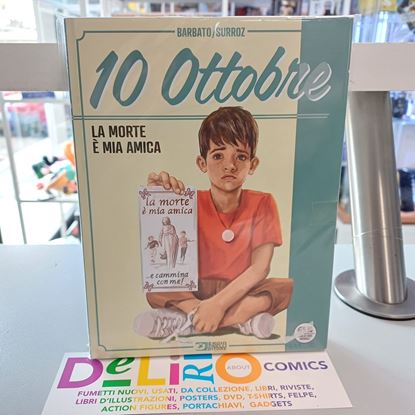 BARBATO/SURROZ
10 Ottobre
LA MORTE
È MIA AMICA
la morte
è mia amica
...e cammina
con me!
DeLiRiO ABOUT COMICS
FUMETTI NUOVI, USATI, DA COLLEZIONE, LIBRI, RIVISTE,
LIBRI D'ILLUSTRAZIONI, POSTERS, DVD, T-SHIRTS, FELPE,
ACTION FIGURES, PORTACHIAVI, GADGETS